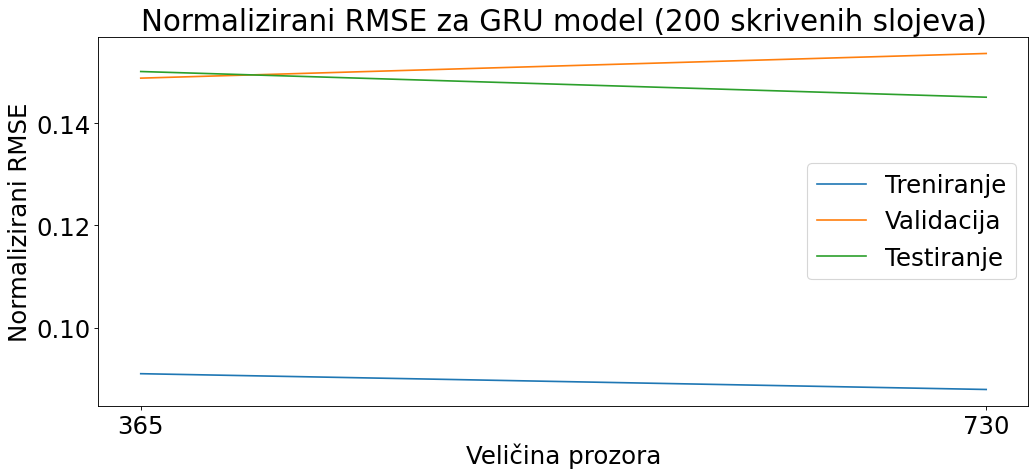 Normalizirani RMSE za GRU model (200 skrivenih slojeva)
Normalizirani RMSE
0.14
0.12
0.10
Treniranje
Validacija
Testiranje
365
730
Veličina prozora